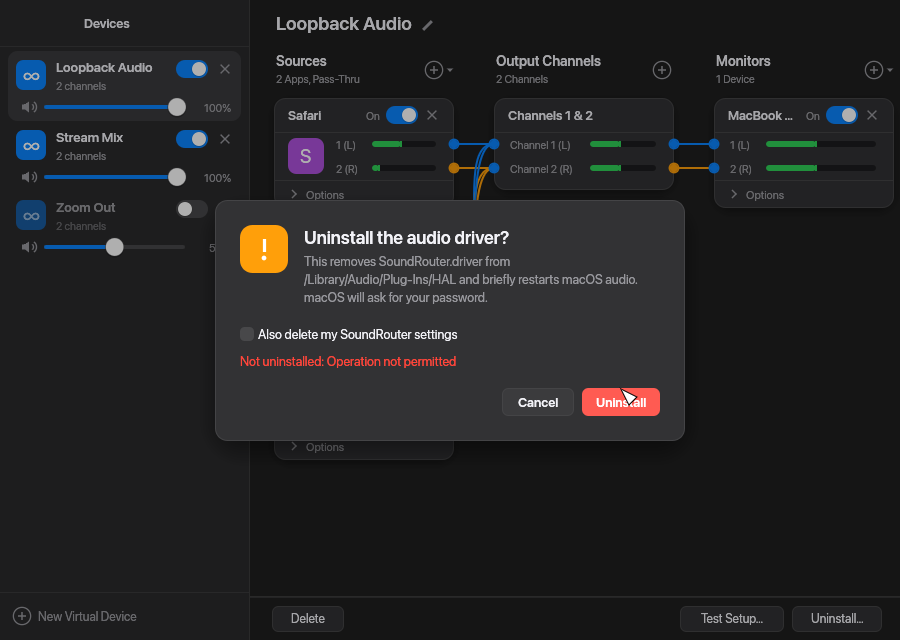 Devices
Loopback Audio
2 channels
100%
Stream Mix
2 channels
100%
Zoom Out
2 channels
Loopback Audio
Sources
2 Apps, Pass-Thru
Output Channels
2 Channels
Monitors
1 Device
Safari
On
S
1 (L)
2 (R)
Options
Channels 1 & 2
Channel 1 (L)
Channel 2 (R)
MacBook ...
On
1 (L)
2 (R)
Options
Uninstall the audio driver?
This removes SoundRouter.driver from
/Library/Audio/Plug-Ins/HAL and briefly restarts macOS audio.
macOS will ask for your password.
Also delete my SoundRouter settings
Not uninstalled: Operation not permitted
Cancel
Uninstall
Options
New Virtual Device
Delete
Test Setup...
Uninstall...